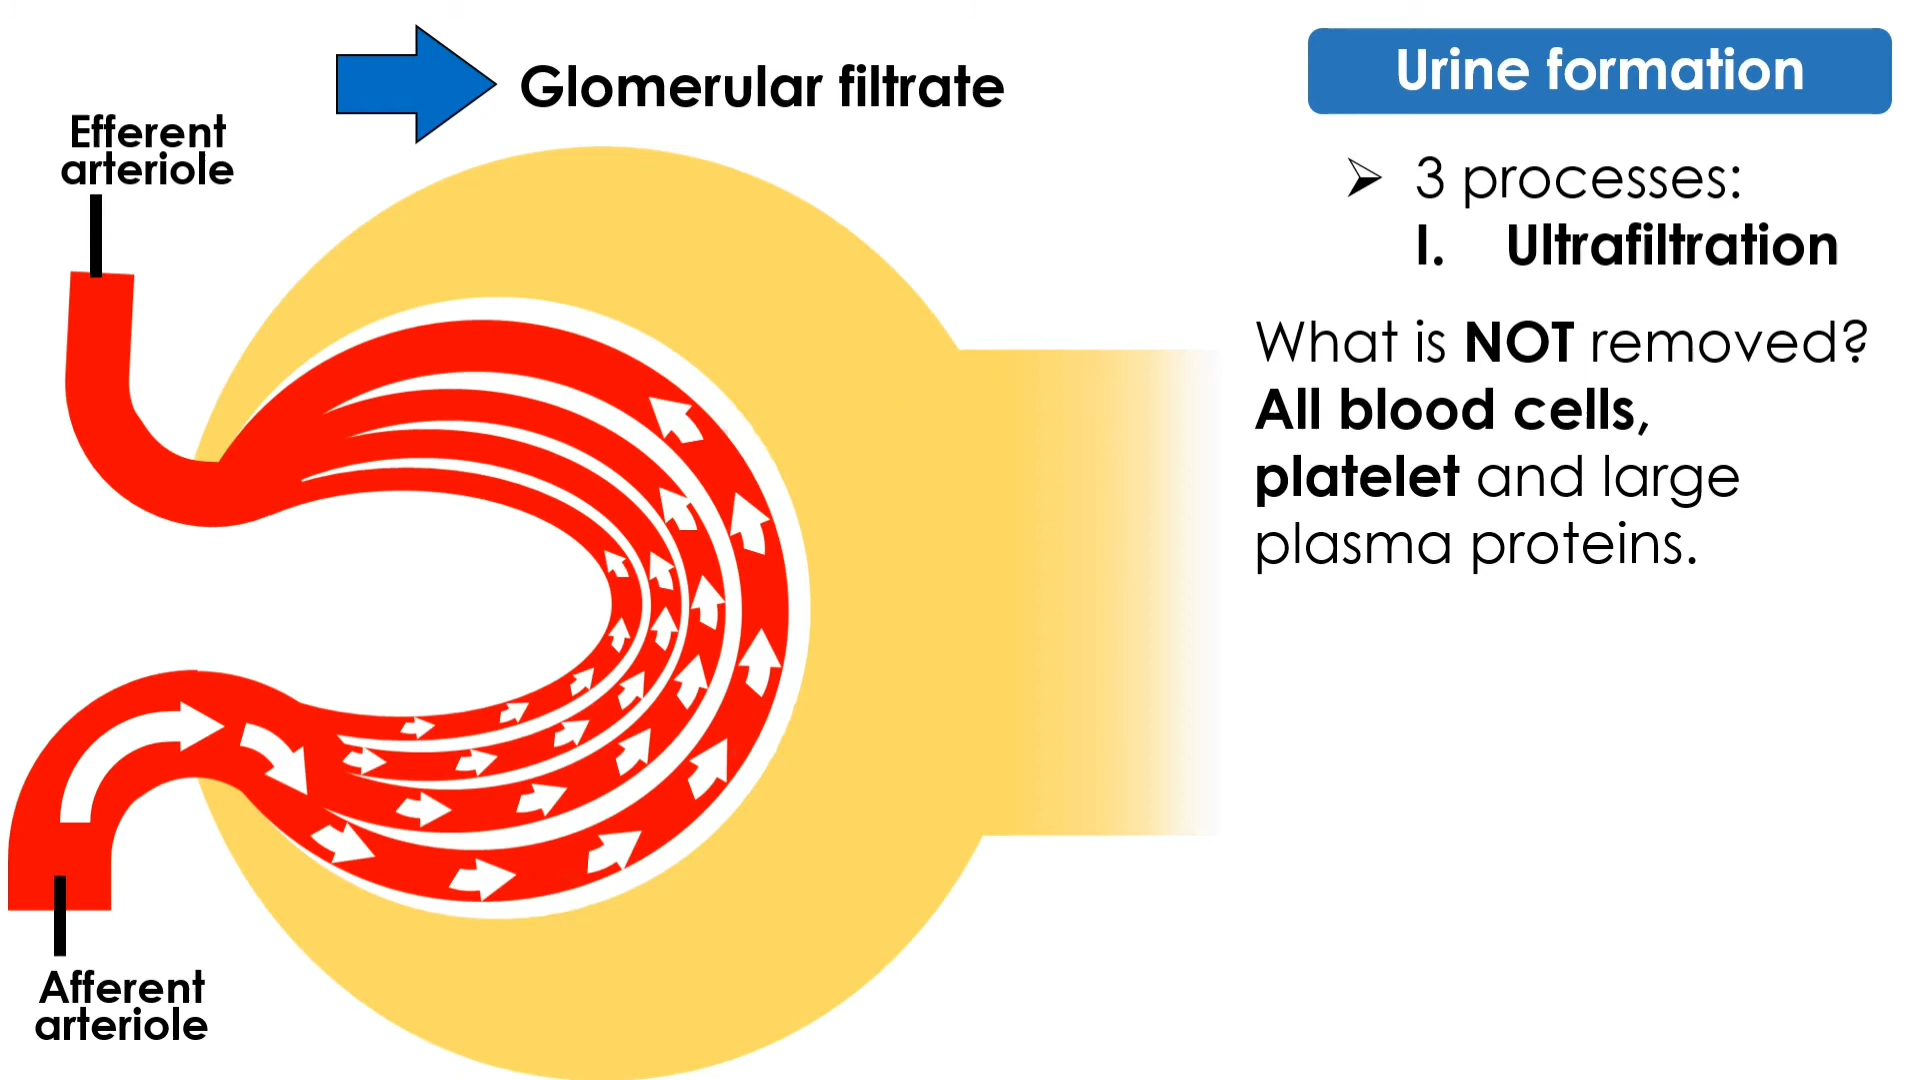 Glomerular filtrate
Efferent
arteriole
Afferent
arteriole
Urine formation
➢ 3 processes:
I. Ultrafiltration
What is NOT removed?
All blood cells,
platelet and large
plasma proteins.